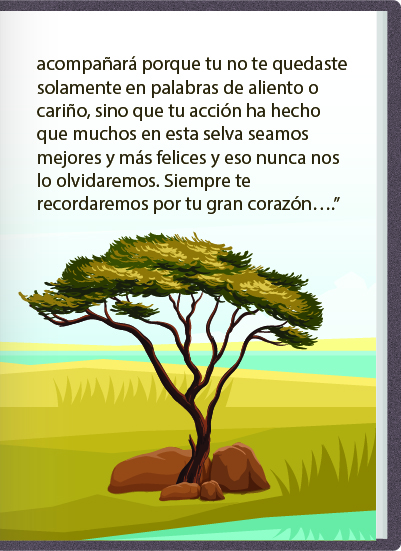 acompañará porque tu no te quedaste
solamente en palabras de aliento o
cariño, sino que tu acción ha hecho
que muchos en esta selva seamos
mejores y más felices y eso nunca nos
lo olvidaremos. Siempre te
recordaremos por tu gran corazón….”